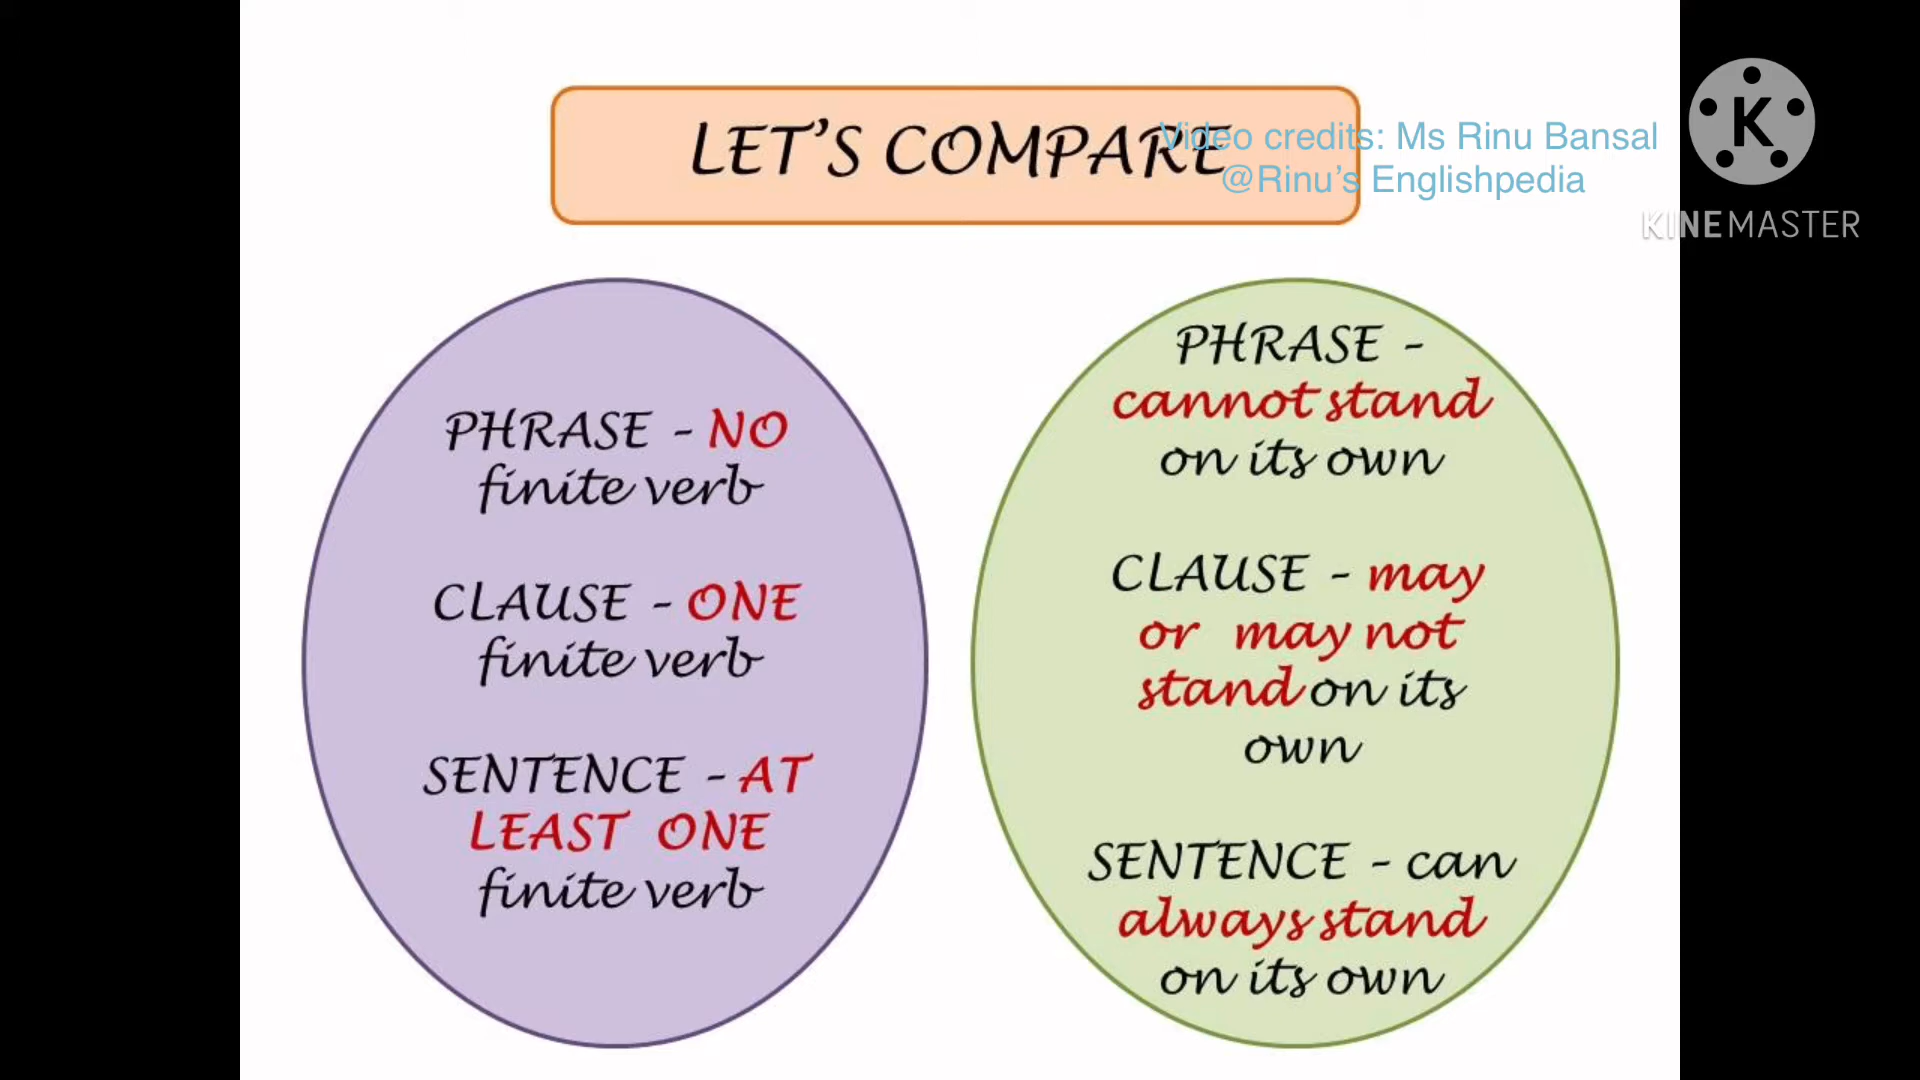 LET'S COMPARE
Video credits: Ms Rinu Bansal
@Rinu's Englishpedia
K
KINEMASTER
PHRASE – NO
finite verb
CLAUSE – ONE
finite verb
SENTENCE – AT
LEAST ONE
finite verb
PHRASE –
cannot stand
on its own
CLAUSE – may
or may not
stand on its
own
SENTENCE – can
always stand
on its own